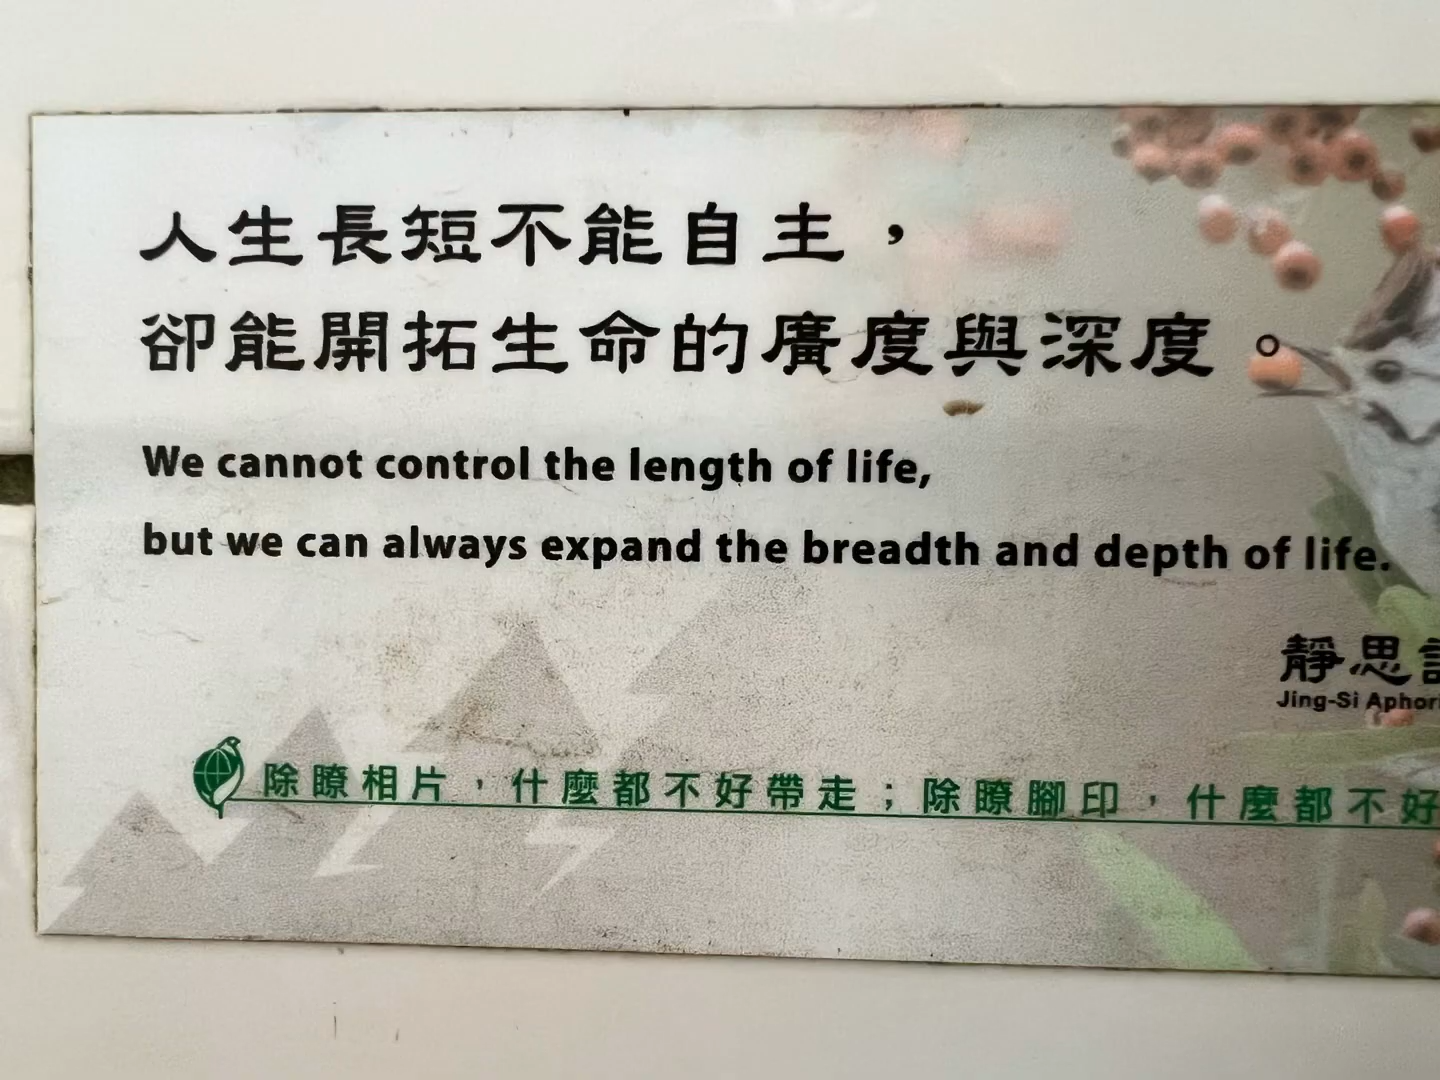 人生長短不能自主，
卻能開拓生命的廣度與深度。
We cannot control the length of life,
but we can always expand the breadth and depth of life.
靜思
Jing-Si Aphori
除瞭相片，什麼都不好帶走；除瞭腳印，什麼都不好